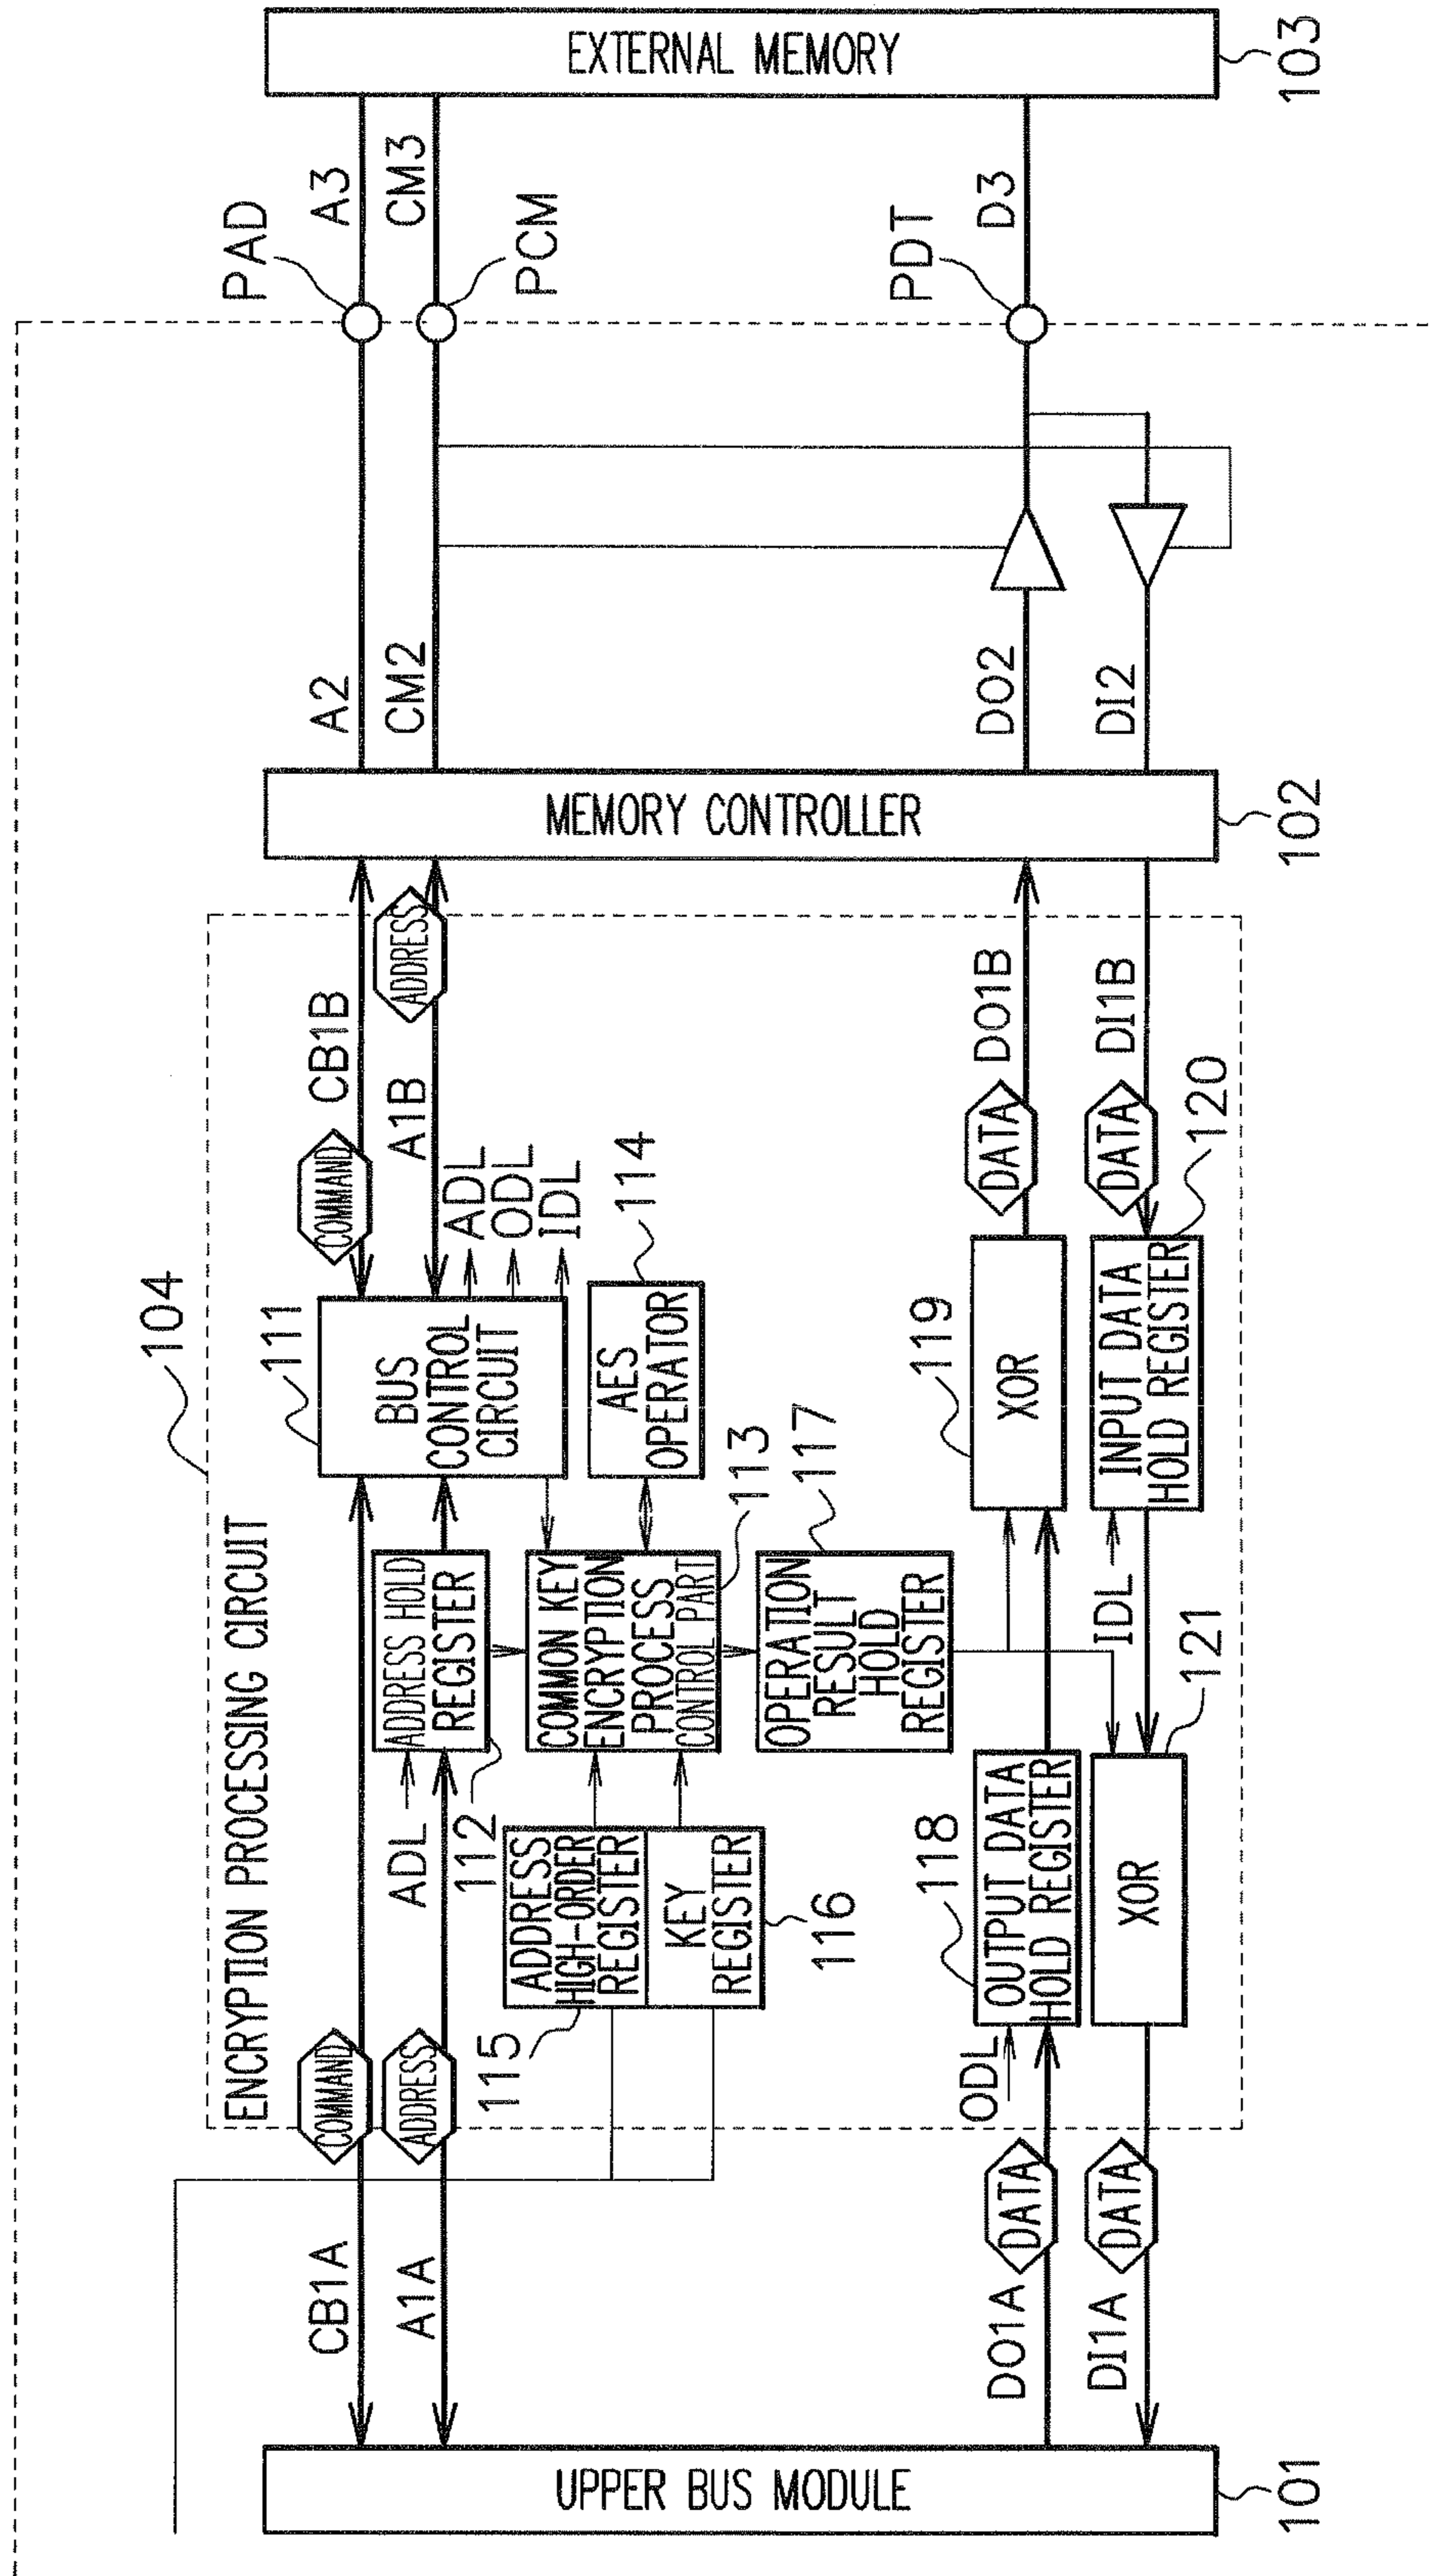 104
ENCRYPTION PROCESSING CIRCUIT
CB1A
COMMAND
COMMAND
CB1B
A2
PAD
A3
A1A
ADDRESS
ADL
ADDRESS HOLD
REGISTER
112
111
BUS
CONTROL
CIRCUIT
A1B
ADDRESS
CM2
CM3
PCM
ADL
ODL
IDL
115
ADDRESS
HIGH-ORDER
REGISTER
KEY
REGISTER
116
COMMON KEY
ENCRYPTION
PROCESS
CONTROL PART
113
AES
OPERATOR
114
OPERATION
RESULT
HOLD
REGISTER
117
UPPER BUS MODULE
101
MEMORY CONTROLLER
102
EXTERNAL MEMORY
103
DO1A
DATA
ODL
118
OUTPUT DATA
HOLD REGISTER
119
XOR
DATA
DO1B
DO2
PDT
D3
DI1A
DATA
XOR
121
IDL
INPUT DATA
HOLD REGISTER
120
DATA
DI1B
DI2